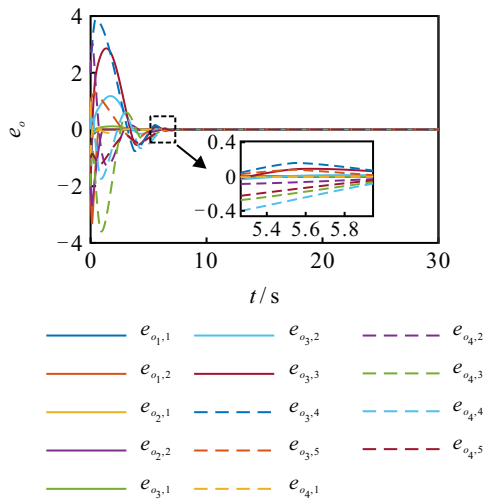 4
2
0
−2
−4
e_o
0.4
0
−0.4
5.4 5.6 5.8
0 10 20 30
t / s
e_{o_1,1} e_{o_3,2} e_{o_4,2}
e_{o_1,2} e_{o_3,3} e_{o_4,3}
e_{o_2,1} e_{o_3,4} e_{o_4,4}
e_{o_2,2} e_{o_3,5} e_{o_4,5}
e_{o_3,1} e_{o_4,1}